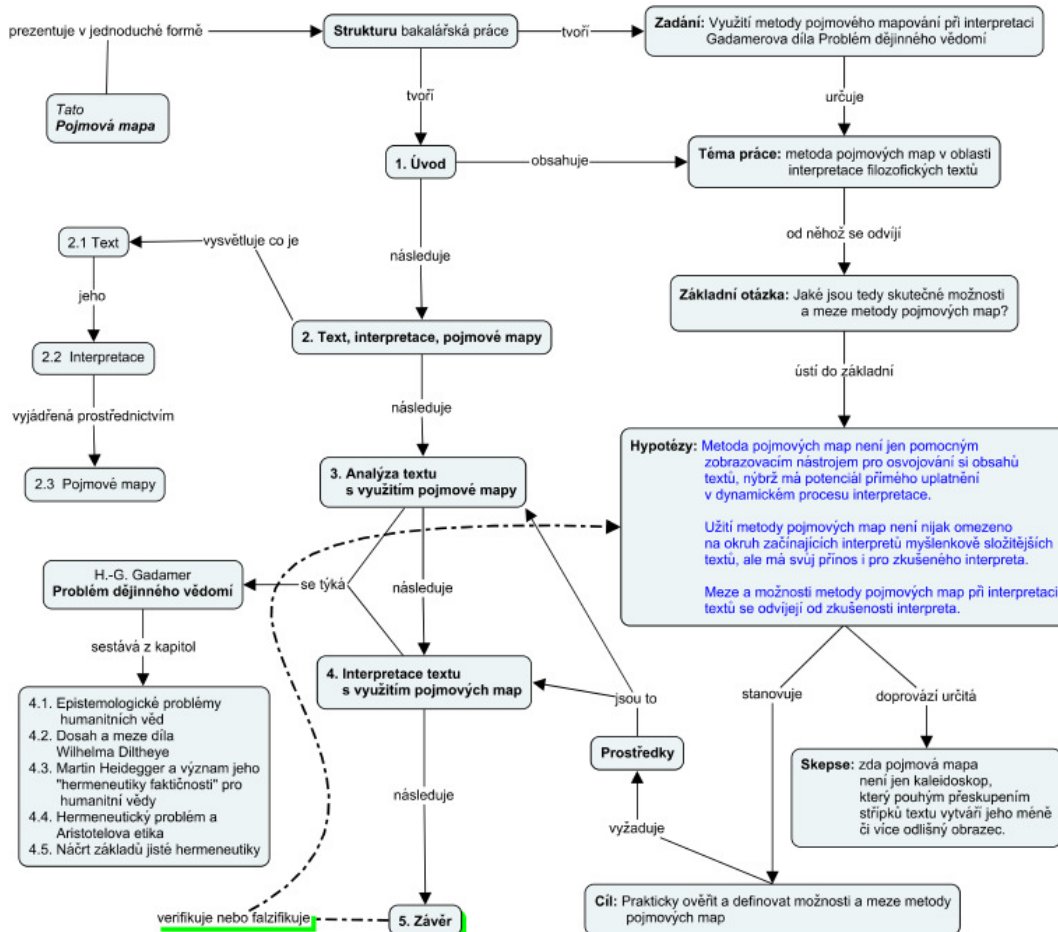 prezentuje v jednoduché formě
Strukturu bakalářská práce
tvoří
Zadání: Využití metody pojmového mapování při interpretaci
Gadamerova díla Problém dějinného vědomí
Tato
Pojmová mapa
tvoří
určuje
1. Úvod
obsahuje
Téma práce: metoda pojmových map v oblasti
interpretace filozofických textů
2.1 Text
vysvětluje co je
následuje
od něhož se odvíjí
jeho
Základní otázka: Jaké jsou tedy skutečné možnosti
a meze metody pojmových map?
2. Text, interpretace, pojmové mapy
2.2 Interpretace
ústí do základní
vyjádřená prostřednictvím
následuje
2.3 Pojmové mapy
3. Analýza textu
s využitím pojmové mapy
Hypotézy: Metoda pojmových map není jen pomocným
zobrazovacím nástrojem pro osvojování si obsahů
textů, nýbrž má potenciál přímého uplatnění
v dynamickém procesu interpretace.
Užití metody pojmových map není nijak omezeno
na okruh začínajících interpretů myšlenkově složitějších
textů, ale má svůj přínos i pro zkušeného interpreta.
Meze a možnosti metody pojmových map při interpretaci
textů se odvíjejí od zkušenosti interpreta.
H.-G. Gadamer
Problém dějinného vědomí
se týká
následuje
sestává z kapitol
4. Interpretace textu
s využitím pojmových map
4.1. Epistemologické problémy
humanitních věd
4.2. Dosah a meze díla
Wilhelma Diltheye
4.3. Martin Heidegger a význam jeho
"hermeneutiky faktičnosti" pro
humanitní vědy
4.4. Hermeneutický problém a
Aristotelova etika
4.5. Náčrt základů jisté hermeneutiky
jsou to
stanovuje
doprovází určitá
Prostředky
Skepse: zda pojmová mapa
není jen kaleidoskop,
který pouhým přeskupením
střípků textu vytváří jeho méně
či více odlišný obrazec.
následuje
vyžaduje
verifikuje nebo falzifikuje
5. Závěr
Cíl: Prakticky ověřit a definovat možnosti a meze metody
pojmových map